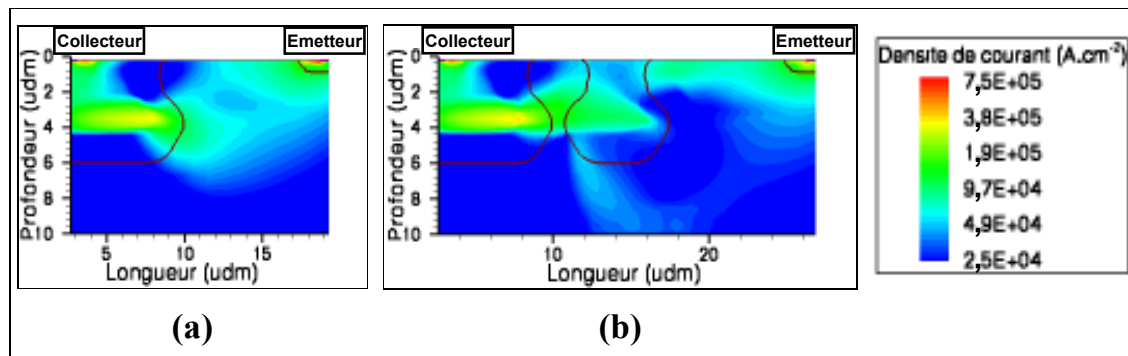 Collecteur Emetteur
Profondeur (udm)
0
2
4
6
8
P10
5 10 15
Longueur (udm)
(a)
Collecteur Emetteur
Profondeur (udm)
0
2
4
6
8
P10
10 20
Longueur (udm)
(b)
Densite de courant (A.cm-2)
7,5E+05
3,8E+05
1,9E+05
9,7E+04
4,9E+04
2,5E+04